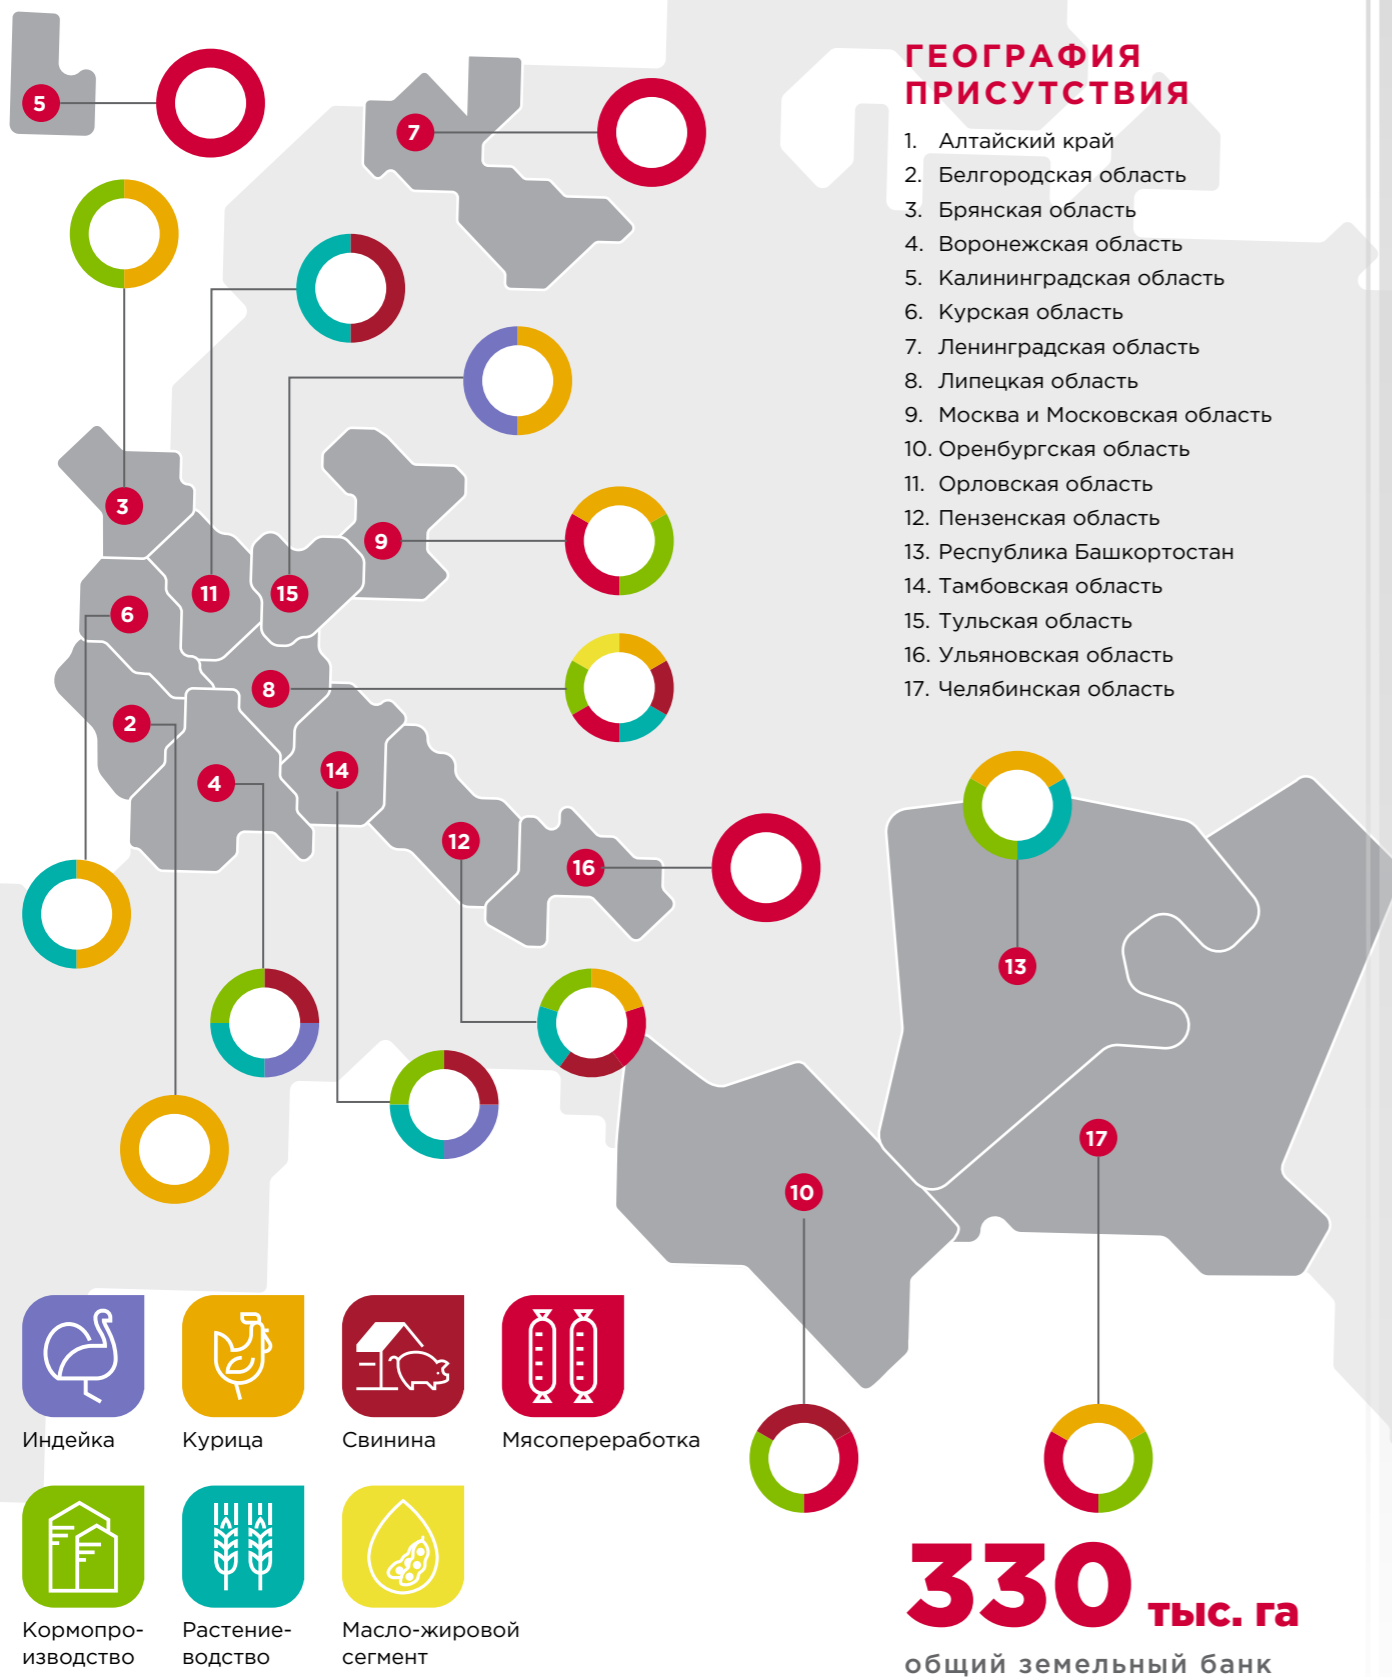 ГЕОГРАФИЯ
ПРИСУТСТВИЯ
1. Алтайский край
2. Белгородская область
3. Брянская область
4. Воронежская область
5. Калининградская область
6. Курская область
7. Ленинградская область
8. Липецкая область
9. Москва и Московская область
10. Оренбургская область
11. Орловская область
12. Пензенская область
13. Республика Башкортостан
14. Тамбовская область
15. Тульская область
16. Ульяновская область
17. Челябинская область
5
7
3
9
11
15
6
8
2
14
4
12
16
13
17
10
Индейка
Курица
Свинина
Мясопереработка
Кормопро-
изводство
Растение-
водство
Масло-жировой
сегмент
330 тыс. га
общий земельный банк